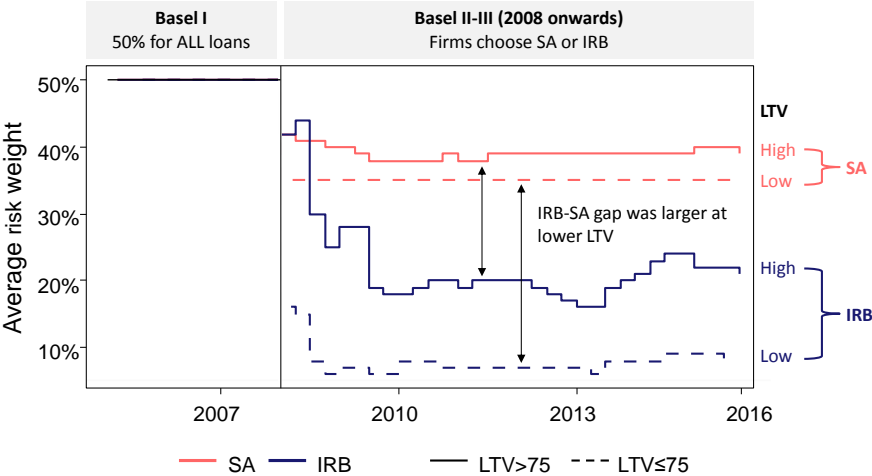 Basel I
50% for ALL loans
Basel II-III (2008 onwards)
Firms choose SA or IRB
Average risk weight
50%
40%
30%
20%
10%
2007
2010
2013
2016
IRB-SA gap was larger at
lower LTV
LTV
High
Low
SA
High
Low
IRB
SA
IRB
LTV>75
LTV≤75